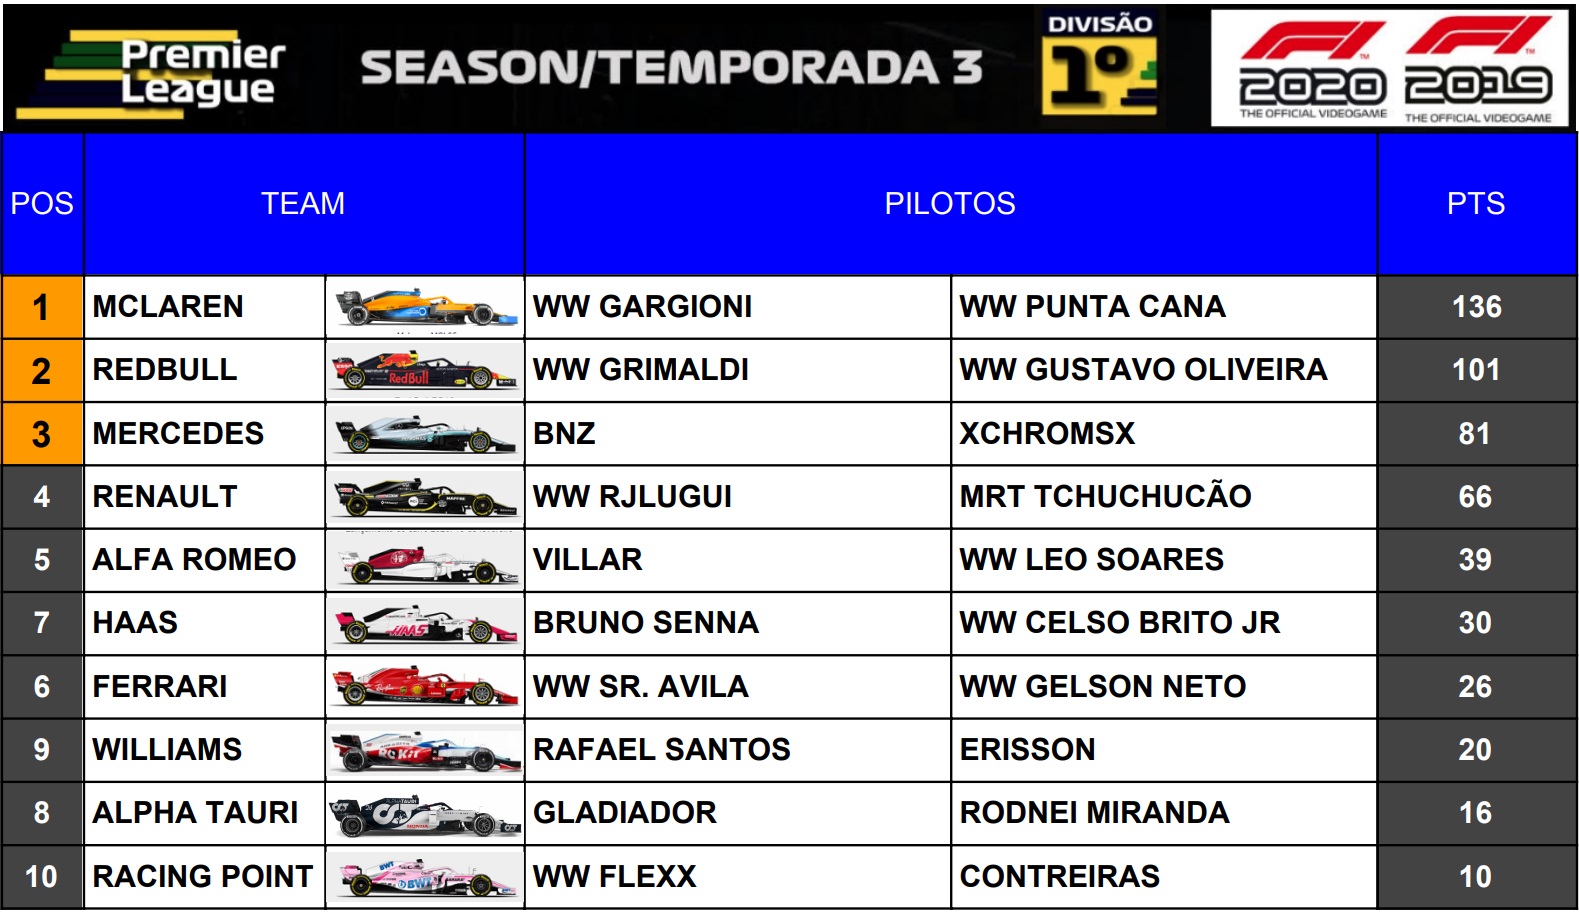 Premier League
SEASON/TEMPORADA 3
DIVISÃO
1º
F1 2020
THE OFFICIAL VIDEOGAME
F1 2019
THE OFFICIAL VIDEOGAME
POS TEAM PILOTOS PTS
1 MCLAREN WW GARGIONI WW PUNTA CANA 136
2 REDBULL WW GRIMALDI WW GUSTAVO OLIVEIRA 101
3 MERCEDES BNZ XCHROMSX 81
4 RENAULT WW RJLUGUI MRT TCHUCHUCÃO 66
5 ALFA ROMEO VILLAR WW LEO SOARES 39
7 HAAS BRUNO SENNA WW CELSO BRITO JR 30
6 FERRARI WW SR. AVILA WW GELSON NETO 26
9 WILLIAMS RAFAEL SANTOS ERISSON 20
8 ALPHA TAURI GLADIADOR RODNEI MIRANDA 16
10 RACING POINT WW FLEXX CONTREIRAS 10